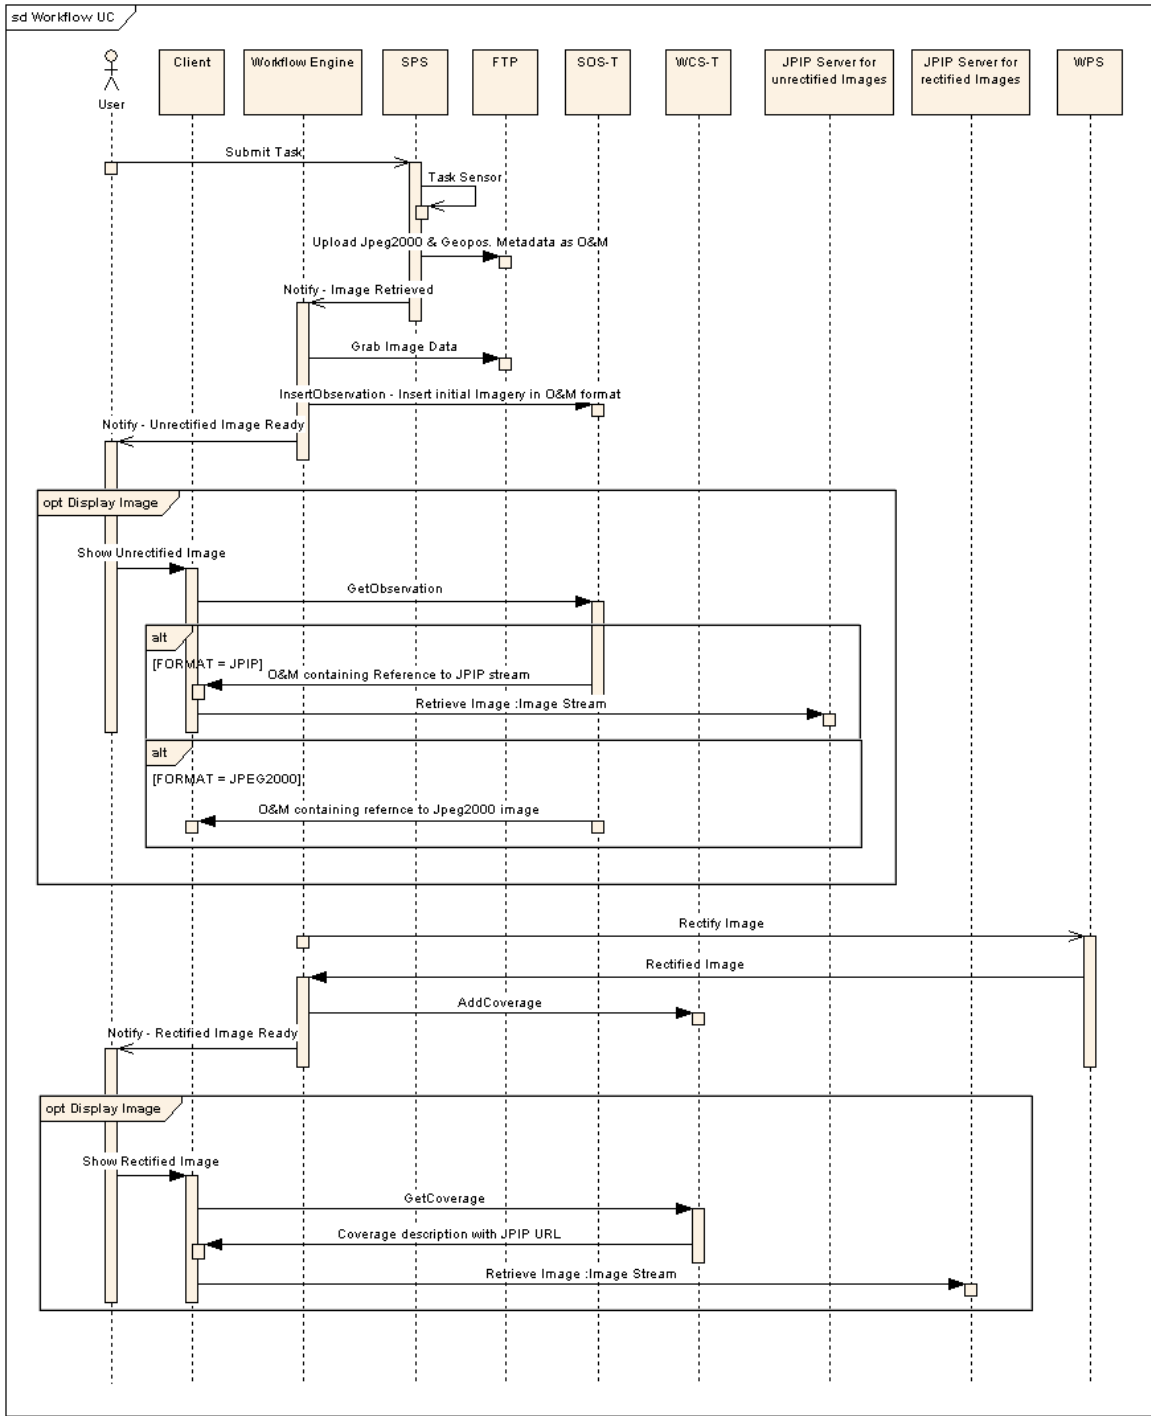 sd Workflow UC
User
Client
Workflow Engine
SPS
FTP
SOS-T
WCS-T
JPIP Server for
unrectified Images
JPIP Server for
rectified Images
WPS
Submit Task
Task Sensor
Upload Jpeg2000 & Geopos. Metadata as O&M
Notify - Image Retrieved
Grab Image Data
InsertObservation - Insert initial Imagery in O&M format
Notify - Unrectified Image Ready
opt Display Image
Show Unrectified Image
GetObservation
alt
[FORMAT = JPIP]
O&M containing Reference to JPIP stream
Retrieve Image :Image Stream
alt
[FORMAT = JPEG2000]
O&M containing refernce to Jpeg2000 image
Rectify Image
Rectified Image
AddCoverage
Notify - Rectified Image Ready
opt Display Image
Show Rectified Image
GetCoverage
Coverage description with JPIP URL
Retrieve Image :Image Stream